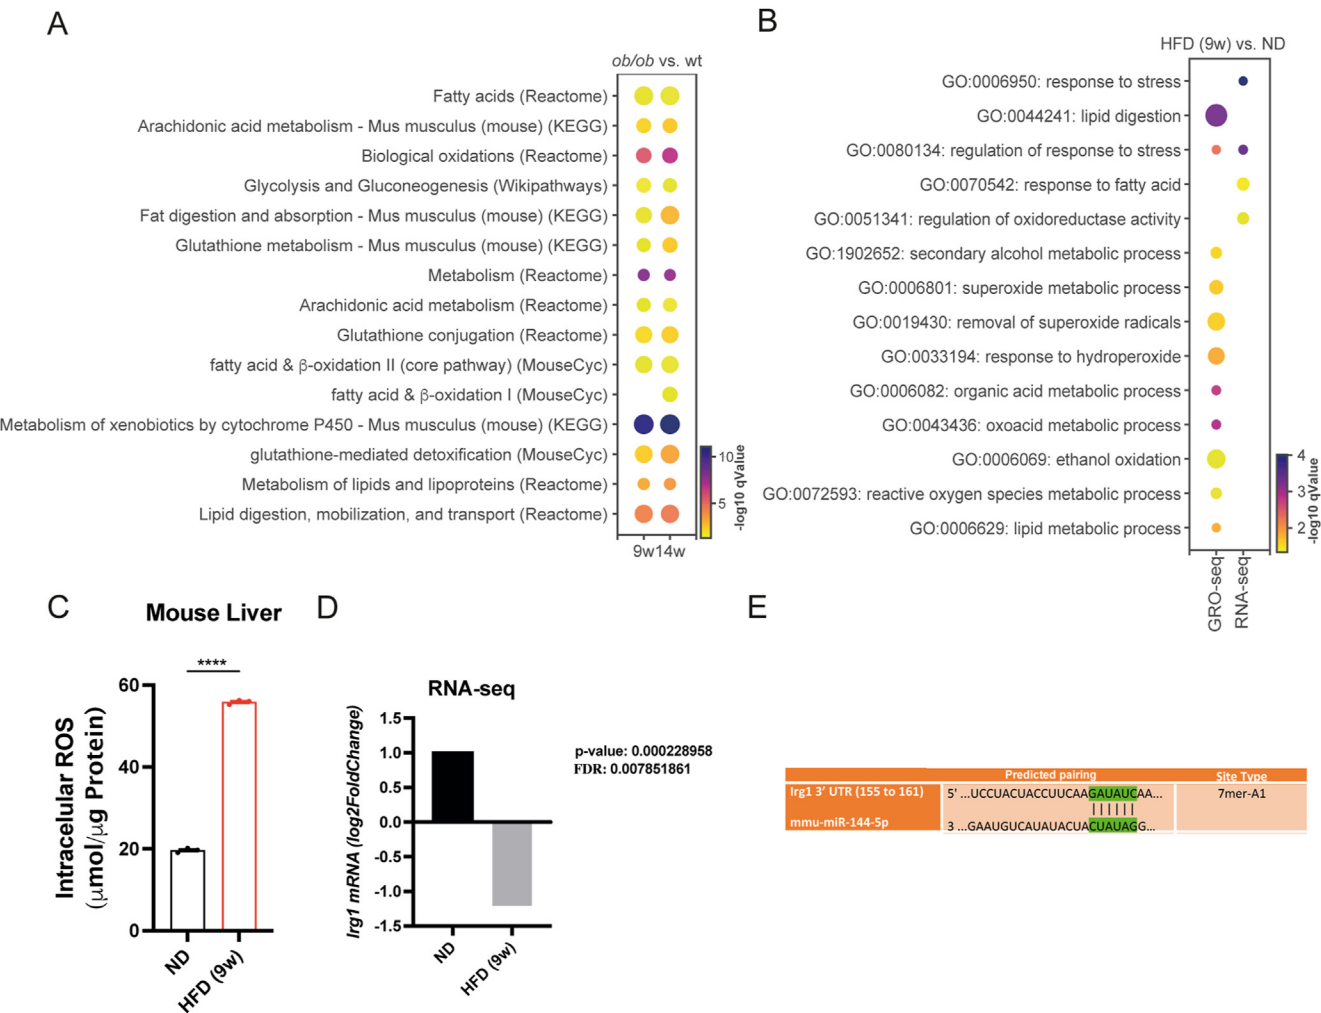 A
ob/ob vs. wt
Fatty acids (Reactome)
Arachidonic acid metabolism - Mus musculus (mouse) (KEGG)
Biological oxidations (Reactome)
Glycolysis and Gluconeogenesis (Wikipathways)
Fat digestion and absorption - Mus musculus (mouse) (KEGG)
Glutathione metabolism - Mus musculus (mouse) (KEGG)
Metabolism (Reactome)
Arachidonic acid metabolism (Reactome)
Glutathione conjugation (Reactome)
fatty acid & β-oxidation II (core pathway) (MouseCyc)
fatty acid & β-oxidation I (MouseCyc)
Metabolism of xenobiotics by cytochrome P450 - Mus musculus (mouse) (KEGG)
glutathione-mediated detoxification (MouseCyc)
Metabolism of lipids and lipoproteins (Reactome)
Lipid digestion, mobilization, and transport (Reactome)
9w14w
10
5
-log10 qValue
B
HFD (9w) vs. ND
GO:0006950: response to stress
GO:0044241: lipid digestion
GO:0080134: regulation of response to stress
GO:0070542: response to fatty acid
GO:0051341: regulation of oxidoreductase activity
GO:1902652: secondary alcohol metabolic process
GO:0006801: superoxide metabolic process
GO:0019430: removal of superoxide radicals
GO:0033194: response to hydroperoxide
GO:0006082: organic acid metabolic process
GO:0043436: oxoacid metabolic process
GO:0006069: ethanol oxidation
GO:0072593: reactive oxygen species metabolic process
GO:0006629: lipid metabolic process
GRO-seq
RNA-seq
4
3
2
-log10 qValue
C
Mouse Liver
****
60
40
20
0
Intracelular ROS
(μmol/μg Protein)
ND
HFD (9w)
D
RNA-seq
1.5
1.0
0.5
0.0
-0.5
-1.0
-1.5
Irg1 mRNA (log2FoldChange)
ND
HFD (9w)
p-value: 0.000228958
FDR: 0.007851861
E
Predicted pairing
Site Type
Irg1 3' UTR (155 to 161)
5' ...UCCUACUACCUUCAAGAUAUCAA...
7mer-A1
mmu-miR-144-5p
3 ...GAAUGUCAUAUACUACUAUAGG...